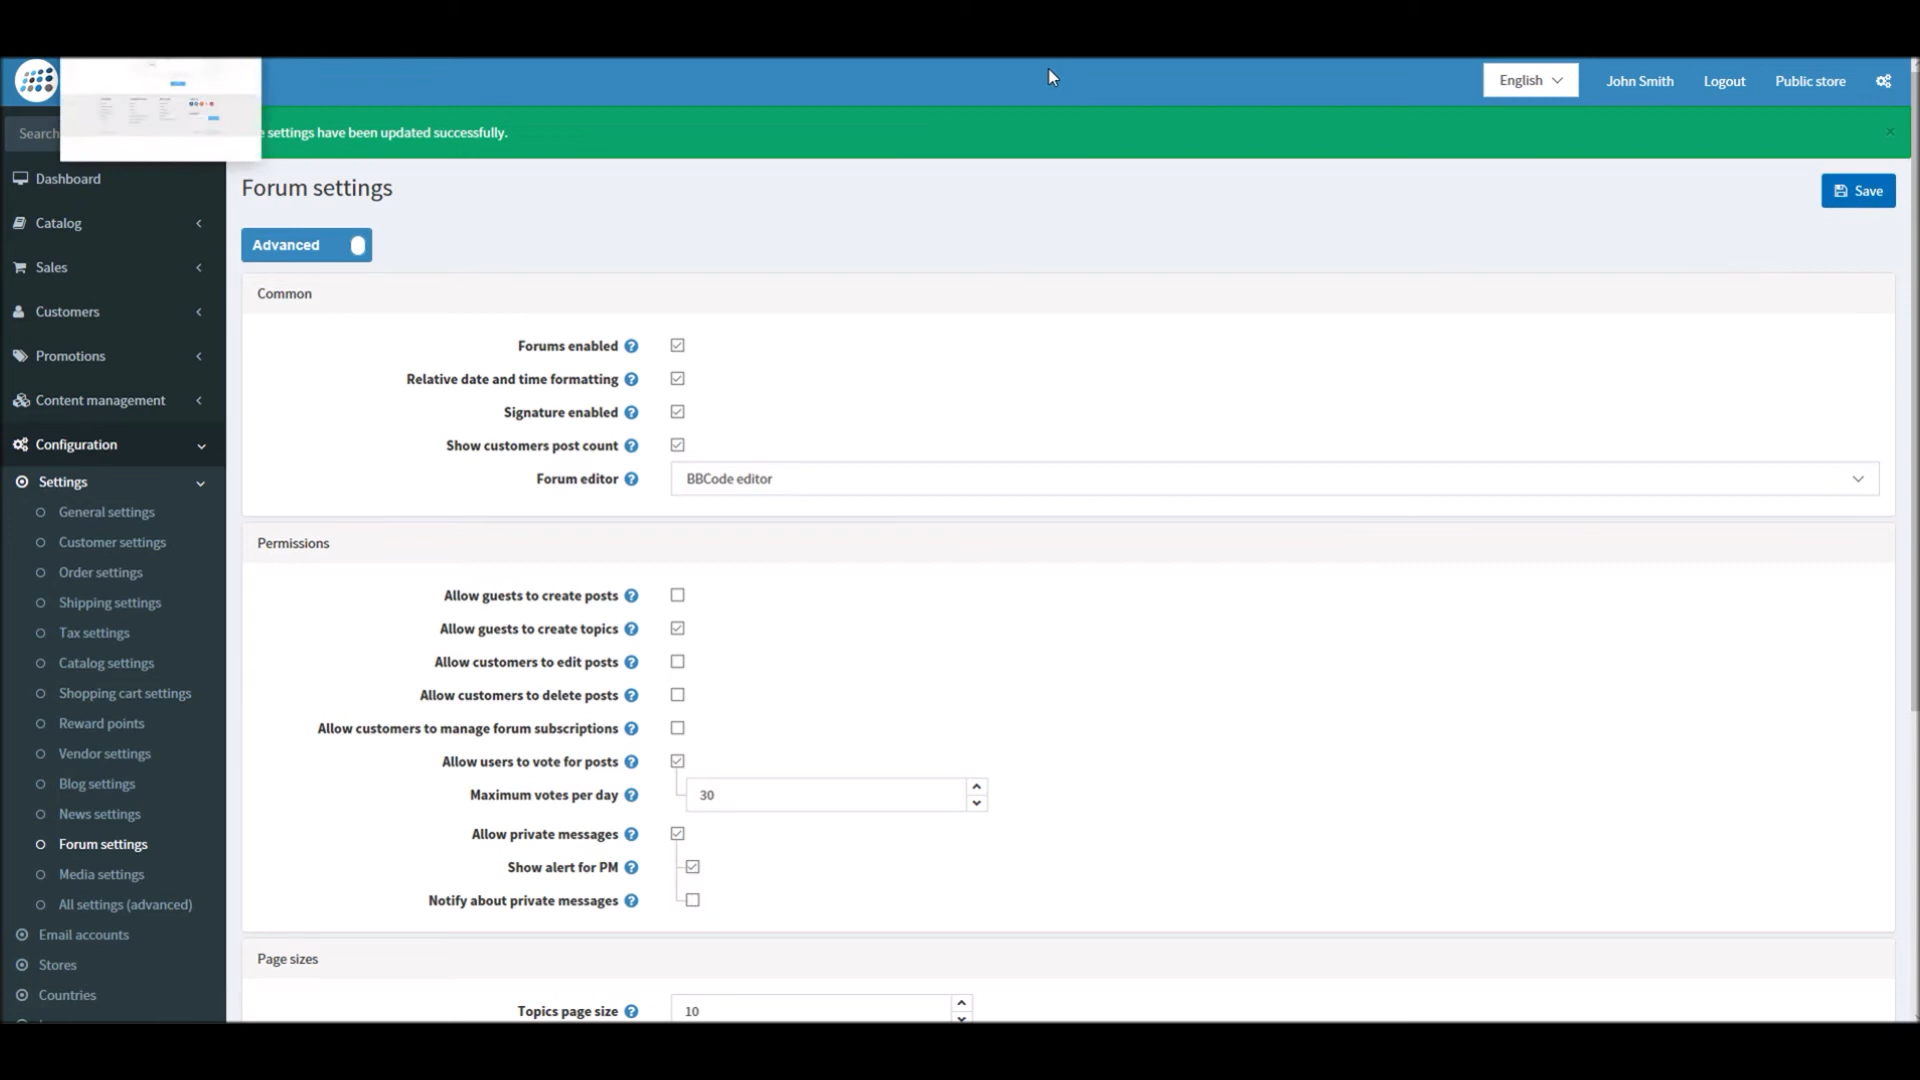 English
John Smith
Logout
Public store
Search
settings have been updated successfully.
×
Dashboard
Catalog
Sales
Customers
Promotions
Content management
Configuration
Settings
General settings
Customer settings
Order settings
Shipping settings
Tax settings
Catalog settings
Shopping cart settings
Reward points
Vendor settings
Blog settings
News settings
Forum settings
Media settings
All settings (advanced)
Email accounts
Stores
Countries
Forum settings
Save
Advanced
Common
Forums enabled
Relative date and time formatting
Signature enabled
Show customers post count
Forum editor
BBCode editor
Permissions
Allow guests to create posts
Allow guests to create topics
Allow customers to edit posts
Allow customers to delete posts
Allow customers to manage forum subscriptions
Allow users to vote for posts
Maximum votes per day
30
Allow private messages
Show alert for PM
Notify about private messages
Page sizes
Topics page size
10